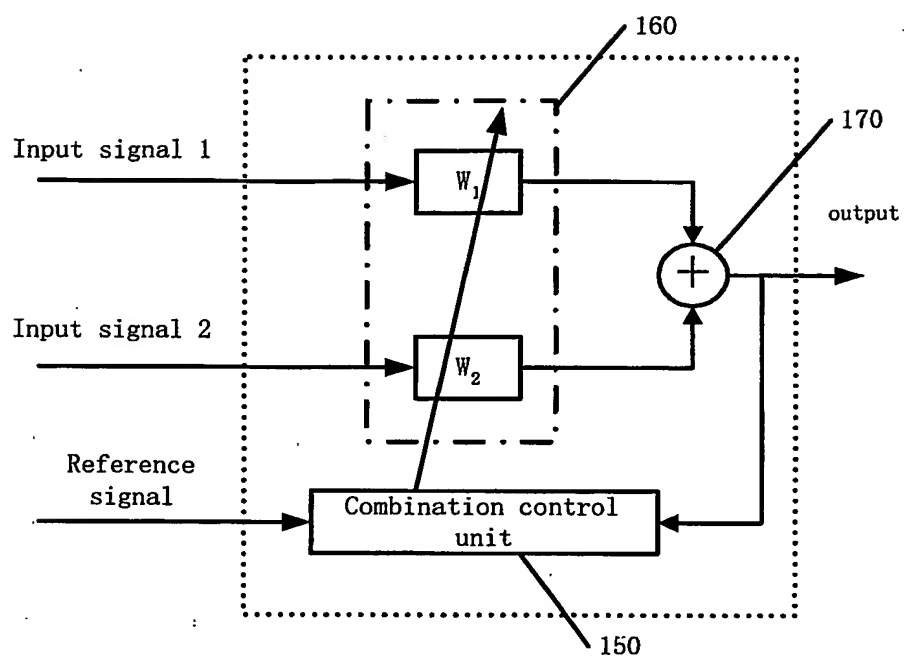 160
170
Input signal 1
W₁
output
Input signal 2
W₂
Reference
signal
Combination control
unit
150